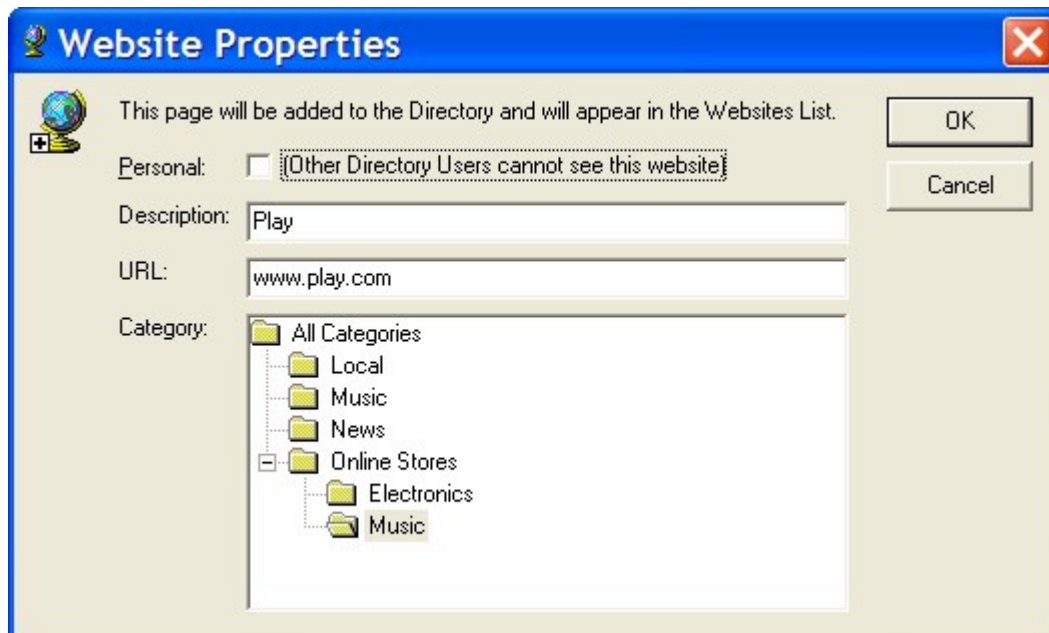 Website Properties
This page will be added to the Directory and will appear in the Websites List.
OK
Personal: (Other Directory Users cannot see this website)
Cancel
Description: Play
URL: www.play.com
Category: All Categories
Local
Music
News
Online Stores
Electronics
Music